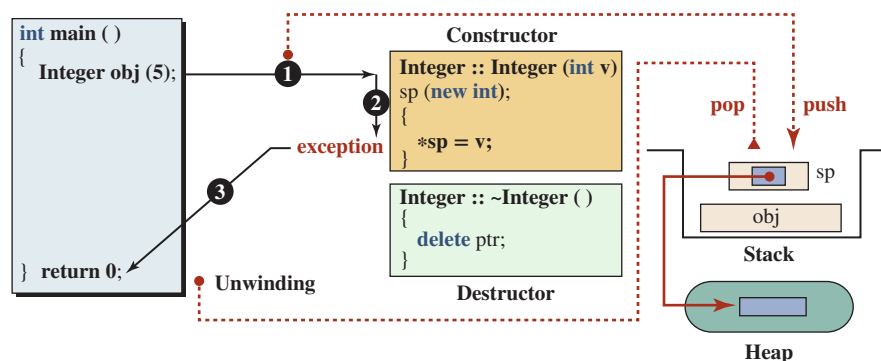 int main ( )
{
Integer obj (5);
} return 0;
1
2
3
exception
Unwinding
Constructor
Integer :: Integer (int v)
sp (new int);
{
*sp = v;
}
Integer :: ~Integer ( )
{
delete ptr;
}
Destructor
pop
push
sp
obj
Stack
Heap